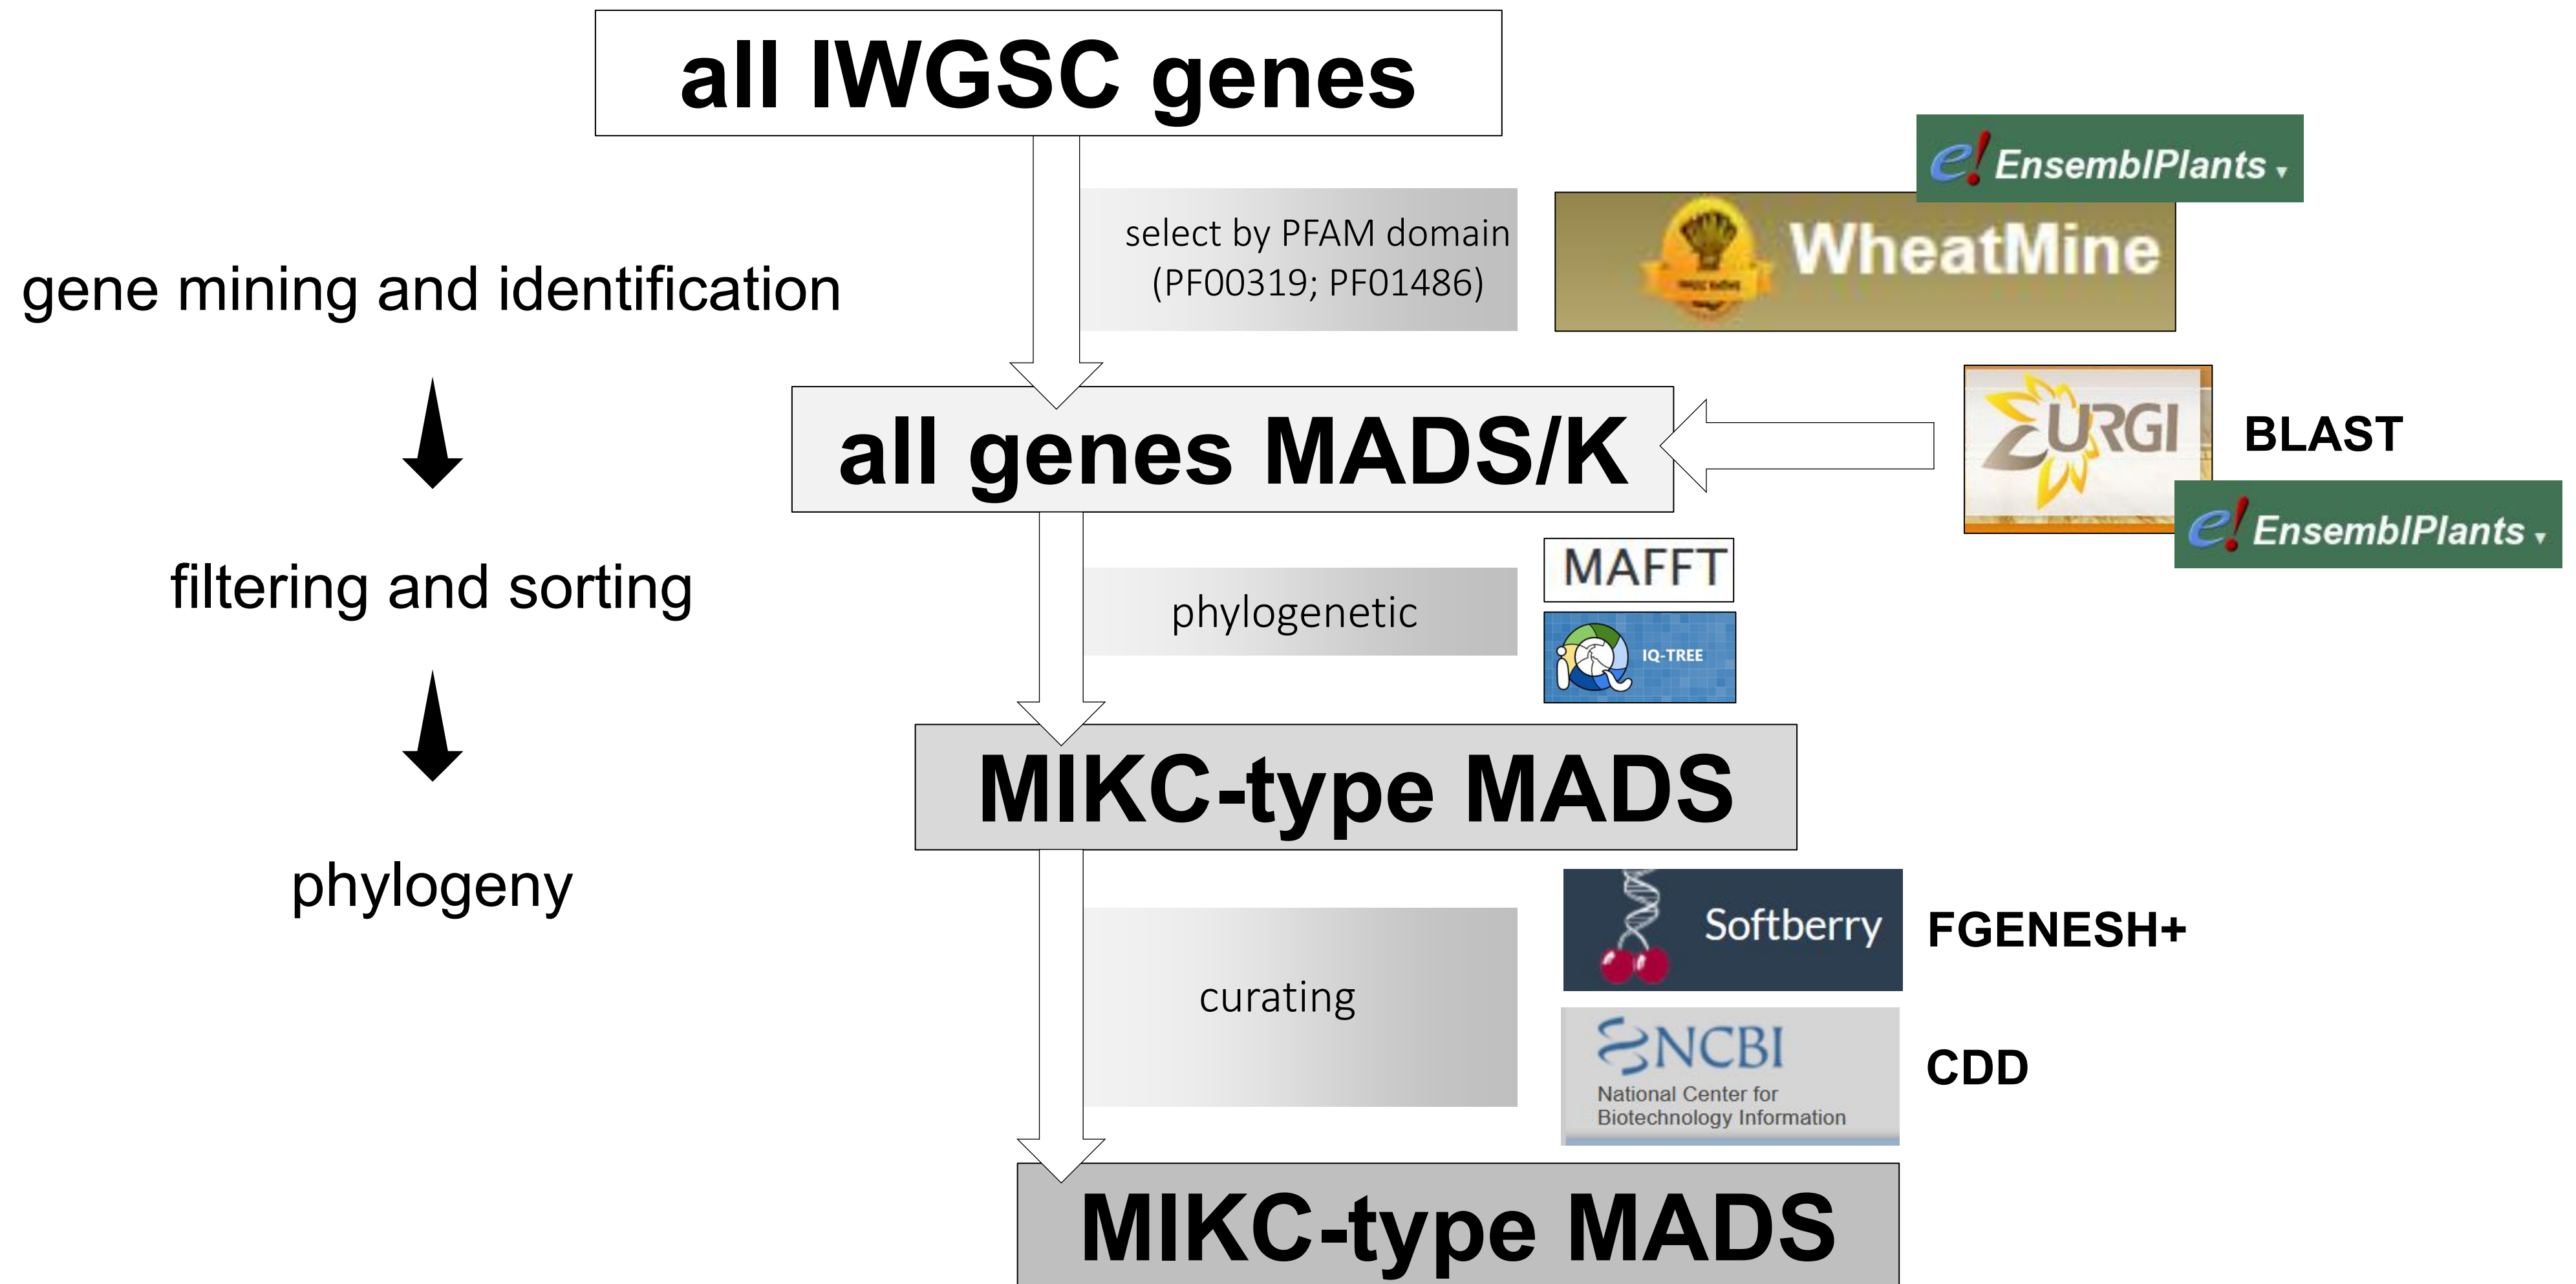 all IWGSC genes
e! EnsemblPlants
select by PFAM domain
(PF00319; PF01486)
WheatMine
gene mining and identification
all genes MADS/K
URGI
BLAST
e! EnsemblPlants
filtering and sorting
MAFFT
phylogenetic
IQ-TREE
MIKC-type MADS
phylogeny
Softberry
FGENESH+
curating
NCBI
National Center for
Biotechnology Information
CDD
MIKC-type MADS